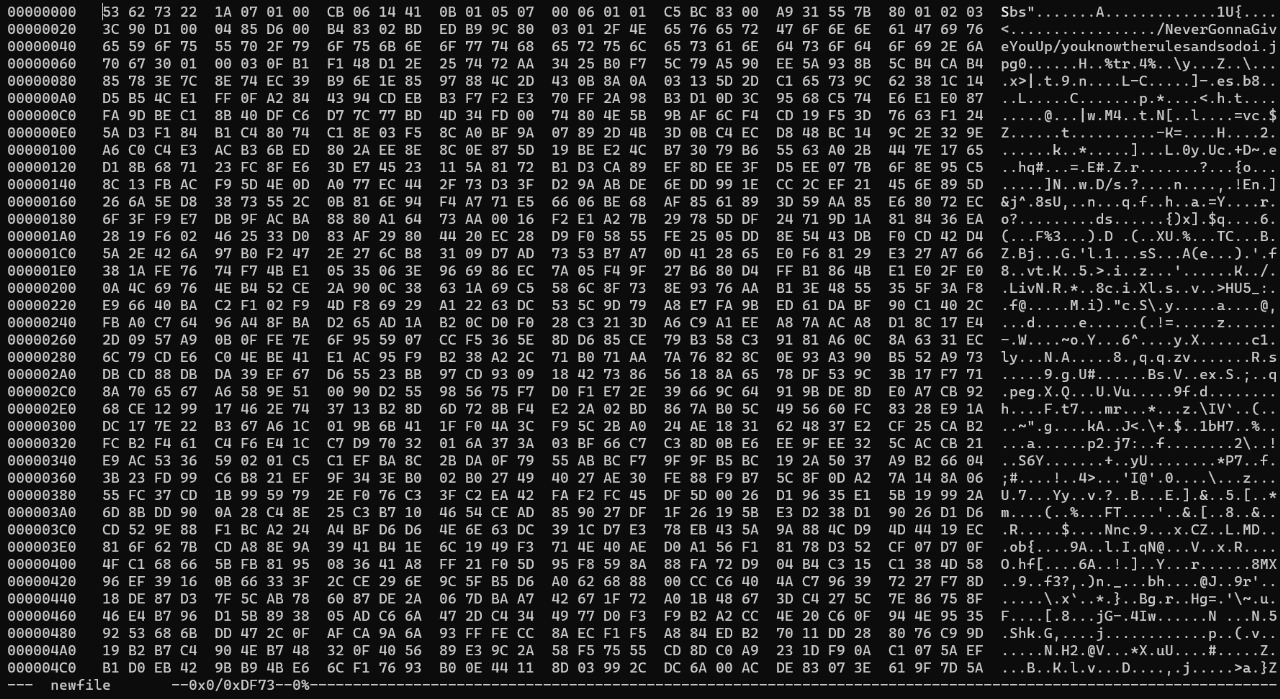 00000000   53 62 73 22  1A 07 01 00  CB 06 14 41  0B 01 05 07  00 06 01 01  C5 BC 83 00  A9 31 55 7B  80 01 02 03  Sbs".......A.............1U{....
00000020   3C 90 D1 00  04 85 D6 00  B4 83 02 BD  ED B9 9C 80  03 01 2F 4E  65 76 65 72  47 6F 6E 6E  61 47 69 76  <................./NeverGonnaGiv
00000040   65 59 6F 75  55 70 2F 79  6F 75 6B 6E  6F 77 74 68  65 72 75 6C  65 73 61 6E  64 73 6F 64  6F 69 2E 6A  eYouUp/youknowtherulesandsodoi.j
00000060   70 67 30 01  00 03 0F B1  F1 48 D1 2E  25 74 72 AA  34 25 B0 F7  5C 79 A5 90  EE 5A 93 8B  5C B4 CA B4  pg0......H..%tr.4%..\y...Z..\...
00000080   85 78 3E 7C  8E 74 EC 39  B9 6E 1E 85  97 88 4C 2D  43 0B 8A 0A  03 13 5D 2D  C1 65 73 9C  62 38 1C 14  .x>|.t.9.n....L-C.....]-.es.b8..
000000A0   D5 B5 4C E1  FF 0F A2 84  43 94 CD EB  B3 F7 F2 E3  70 FF 2A 98  B3 D1 0D 3C  95 68 C5 74  E6 E1 E0 87  ..L.....C.......p.*....<.h.t....
000000C0   FA 9D BE C1  8B 40 DF C6  D7 7C 77 BD  4D 34 FD 00  74 80 4E 5B  9B AF 6C F4  CD 19 F5 3D  76 63 F1 24  .....@...|w.M4..t.N[..l....=vc.$
000000E0   5A D3 F1 84  B1 C4 80 74  C1 8E 03 F5  8C A0 BF 9A  07 89 2D 4B  3D 0B C4 EC  D8 48 BC 14  9C 2E 32 9E  Z......t..........-K=....H....2.
00000100   A6 C0 C4 E3  AC B3 6B ED  80 2A EE 8E  8C 0E 87 5D  19 BE E2 4C  B7 30 79 B6  55 63 A0 2B  44 7E 17 65  ......k..*.....]...L.0y.Uc.+D~.e
00000120   D1 8B 68 71  23 FC 8F E6  3D E7 45 23  11 5A 81 72  B1 D3 CA 89  EF 8D EE 3F  D5 EE 07 7B  6F 8E 95 C5  ..hq#...=.E#.Z.r.......?...{o...
00000140   8C 13 FB AC  F9 5D 4E 0D  A0 77 EC 44  2F 73 D3 3F  D2 9A AB DE  6E DD 99 1E  CC 2C EF 21  45 6E 89 5D  .....]N..w.D/s.?....n....,.!En.]
00000160   26 6A 5E D8  38 73 55 2C  0B 81 6E 94  F4 A7 71 E5  66 06 BE 68  AF 85 61 89  3D 59 AA 85  E6 80 72 EC  &j^.8sU,..n...q.f..h..a.=Y....r.
00000180   6F 3F F9 E7  DB 9F AC BA  88 80 A1 64  73 AA 00 16  F2 E1 A2 7B  29 78 5D DF  24 71 9D 1A  81 84 36 EA  o?.........ds......{)x].$q....6.
000001A0   28 19 F6 02  46 25 33 D0  83 AF 29 80  44 20 EC 28  D9 F0 58 55  FE 25 05 DD  8E 54 43 DB  F0 CD 42 D4  (...F%3...).D .(..XU.%...TC...B.
000001C0   5A 2E 42 6A  97 B0 F2 47  2E 27 6C B8  31 09 D7 AD  73 53 B7 A7  0D 41 28 65  E0 F6 81 29  E3 27 A7 66  Z.Bj...G.'l.1...sS...A(e...).'.f
000001E0   38 1A FE 76  74 F7 4B E1  05 35 06 3E  96 69 86 EC  7A 05 F4 9F  27 B6 80 D4  FF B1 86 4B  E1 E0 2F E0  8..vt.K..5.>.i..z...'......K../.
00000200   0A 4C 69 76  4E B4 52 CE  2A 90 0C 38  63 1A 69 C5  58 6C 8F 73  8E 93 76 AA  B1 3E 48 55  35 5F 3A F8  .LivN.R.*..8c.i.Xl.s..v..>HU5_:.
00000220   E9 66 40 BA  C2 F1 02 F9  4D F8 69 29  A1 22 63 DC  53 5C 9D 79  A8 E7 FA 9B  ED 61 DA BF  90 C1 40 2C  .f@.....M.i)."c.S\.y.....a....@,
00000240   FB A0 C7 64  96 A4 8F BA  D2 65 AD 1A  B2 0C D0 F0  28 C3 21 3D  A6 C9 A1 EE  A8 7A AC A8  D1 8C 17 E4  ...d.....e......(.!=.....z......
00000260   2D 09 57 A9  0B 0F FE 7E  6F 95 59 07  CC F5 36 5E  8D D6 85 CE  79 B3 58 C3  91 81 A6 0C  8A 63 31 EC  -.W....~o.Y...6^....y.X......c1.
00000280   6C 79 CD E6  C0 4E BE 41  E1 AC 95 F9  B2 38 A2 2C  71 B0 71 AA  7A 76 82 8C  0E 93 A3 90  B5 52 A9 73  ly...N.A.....8.,q.q.zv.......R.s
000002A0   DB CD 88 DB  DA 39 EF 67  D6 55 23 BB  97 CD 93 09  18 42 73 86  56 18 8A 65  78 DF 53 9C  3B 17 F7 71  .....9.g.U#......Bs.V..ex.S.;..q
000002C0   8A 70 65 67  A6 58 9E 51  00 90 D2 55  98 56 75 F7  D0 F1 E7 2E  39 66 9C 64  91 9B DE 8D  E0 A7 CB 92  .peg.X.Q...U.Vu.....9f.d........
000002E0   68 CE 12 99  17 46 2E 74  37 13 B2 8D  6D 72 8B F4  E2 2A 02 BD  86 7A B0 5C  49 56 60 FC  83 28 E9 1A  h....F.t7...mr...*...z.\IV`..(..
00000300   DC 17 7E 22  B3 67 A6 1C  01 9B 6B 41  1F F0 4A 3C  F9 5C 2B A0  24 AE 18 31  62 48 37 E2  CF 25 CA B2  ..~".g....kA..J<.\+.$..1bH7..%..
00000320   FC B2 F4 61  C4 F6 E4 1C  C7 D9 70 32  01 6A 37 3A  03 BF 66 C7  C3 8D 0B E6  EE 9F EE 32  5C AC CB 21  ...a......p2.j7:..f........2\..!
00000340   E9 AC 53 36  59 02 01 C5  C1 EF BA 8C  2B DA 0F 79  55 AB BC F7  9F 9F B5 BC  19 2A 50 37  A9 B2 66 04  ..S6Y.......+..yU........*P7..f.
00000360   3B 23 FD 99  C6 B8 21 EF  9F 34 3E B0  02 B0 27 49  40 27 AE 30  FE 88 F9 B7  5C 8F 0D A2  7A 14 8A 06  ;#....!..4>...'I@'.0....\...z...
00000380   55 FC 37 CD  1B 99 59 79  2E F0 76 C3  3F C2 EA 42  FA F2 FC 45  DF 5D 00 26  D1 96 35 E1  5B 19 99 2A  U.7...Yy..v.?..B...E.].&..5.[..*
000003A0   6D 8B DD 90  0A 28 C4 8E  25 C3 B7 10  46 54 CE AD  85 90 27 DF  1F 26 19 5B  E3 D2 38 D1  90 26 D1 D6  m....(..%...FT....'..&.[..8..&..
000003C0   CD 52 9E 88  F1 BC A2 24  A4 BF D6 D6  4E 6E 63 DC  39 1C D7 E3  78 EB 43 5A  9A 88 4C D9  4D 44 19 EC  .R.....$....Nnc.9...x.CZ..L.MD..
000003E0   81 6F 62 7B  CD A8 8E 9A  39 41 B4 1E  6C 19 49 F3  71 4E 40 AE  D0 A1 56 F1  81 78 D3 52  CF 07 D7 0F  .ob{....9A..l.I.qN@...V..x.R....
00000400   4F C1 68 66  5B FB 81 95  08 36 41 A8  FF 21 F0 5D  95 F8 59 8A  88 FA 72 D9  04 B4 C3 15  C1 38 4D 58  O.hf[....6A..!.]..Y...r......8MX
00000420   96 EF 39 16  0B 66 33 3F  2C CE 29 6E  9C 5F B5 D6  A0 62 68 88  00 CC C6 40  4A C7 96 39  72 27 F7 8D  ..9..f3?,.)n._...bh....@J..9r'..
00000440   18 DE 87 D3  7F 5C AB 78  60 87 DE 2A  06 7D BA A7  42 67 1F 72  A0 1B 48 67  3D C4 27 5C  7E 86 75 8F  .....\.x`..*.}..Bg.r..Hg=.'\~.u.
00000460   46 E4 B7 96  D1 5B 89 38  05 AD C6 6A  47 2D C4 34  49 77 D0 F3  F9 B2 A2 CC  4E 20 C6 0F  94 4E 95 35  F....[.8...jG-.4Iw......N ...N.5
00000480   92 53 68 6B  DD 47 2C 0F  AF CA 9A 6A  93 FF FE CC  8A EC F1 F5  A8 84 ED B2  70 11 DD 28  80 76 C9 9D  .Shk.G,....j............p..(.v..
000004A0   19 B2 B7 C4  90 4E B7 48  32 0F 40 56  89 E3 9C 2A  58 F5 75 55  CD 8D C0 A9  23 1D F9 0A  C1 07 5A EF  .....N.H2.@V...*X.uU....#.....Z.
000004C0   B1 D0 EB 42  9B B9 4B E6  6C CF 1F 76 93  B0 0E 44 11  8D 03 99 2C  DC 6A 00 AC  DE 83 07 3E  61 9F 7D 5A  ...B..K.l..v...D....,.j....>a.}Z
---  newfile       --0x0/0xDF73--0%--------------------------------